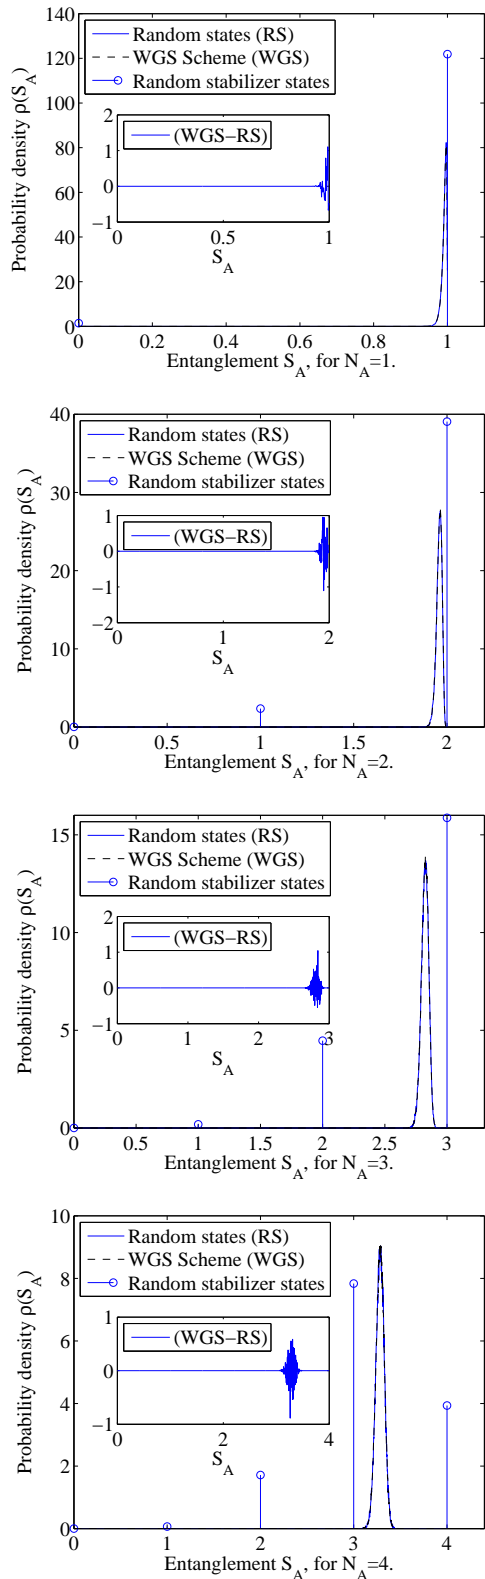 140
120
100
80
60
40
20
0
Probability density ρ(S_A)
Random states (RS)
WGS Scheme (WGS)
Random stabilizer states
2
1
0
−1
(WGS−RS)
0 0.5 1
S_A
0 0.2 0.4 0.6 0.8 1
Entanglement S_A, for N_A=1.
40
30
20
10
0
Probability density ρ(S_A)
Random states (RS)
WGS Scheme (WGS)
Random stabilizer states
1
0
−1
−2
(WGS−RS)
0 1 2
S_A
0 0.5 1 1.5 2
Entanglement S_A, for N_A=2.
15
10
5
0
Probability density ρ(S_A)
Random states (RS)
WGS Scheme (WGS)
Random stabilizer states
2
1
0
−1
(WGS−RS)
0 1 2 3
S_A
0 0.5 1 1.5 2 2.5 3
Entanglement S_A, for N_A=3.
10
8
6
4
2
0
Probability density ρ(S_A)
Random states (RS)
WGS Scheme (WGS)
Random stabilizer states
1
0
−1
(WGS−RS)
0 2 4
S_A
0 1 2 3 4
Entanglement S_A, for N_A=4.